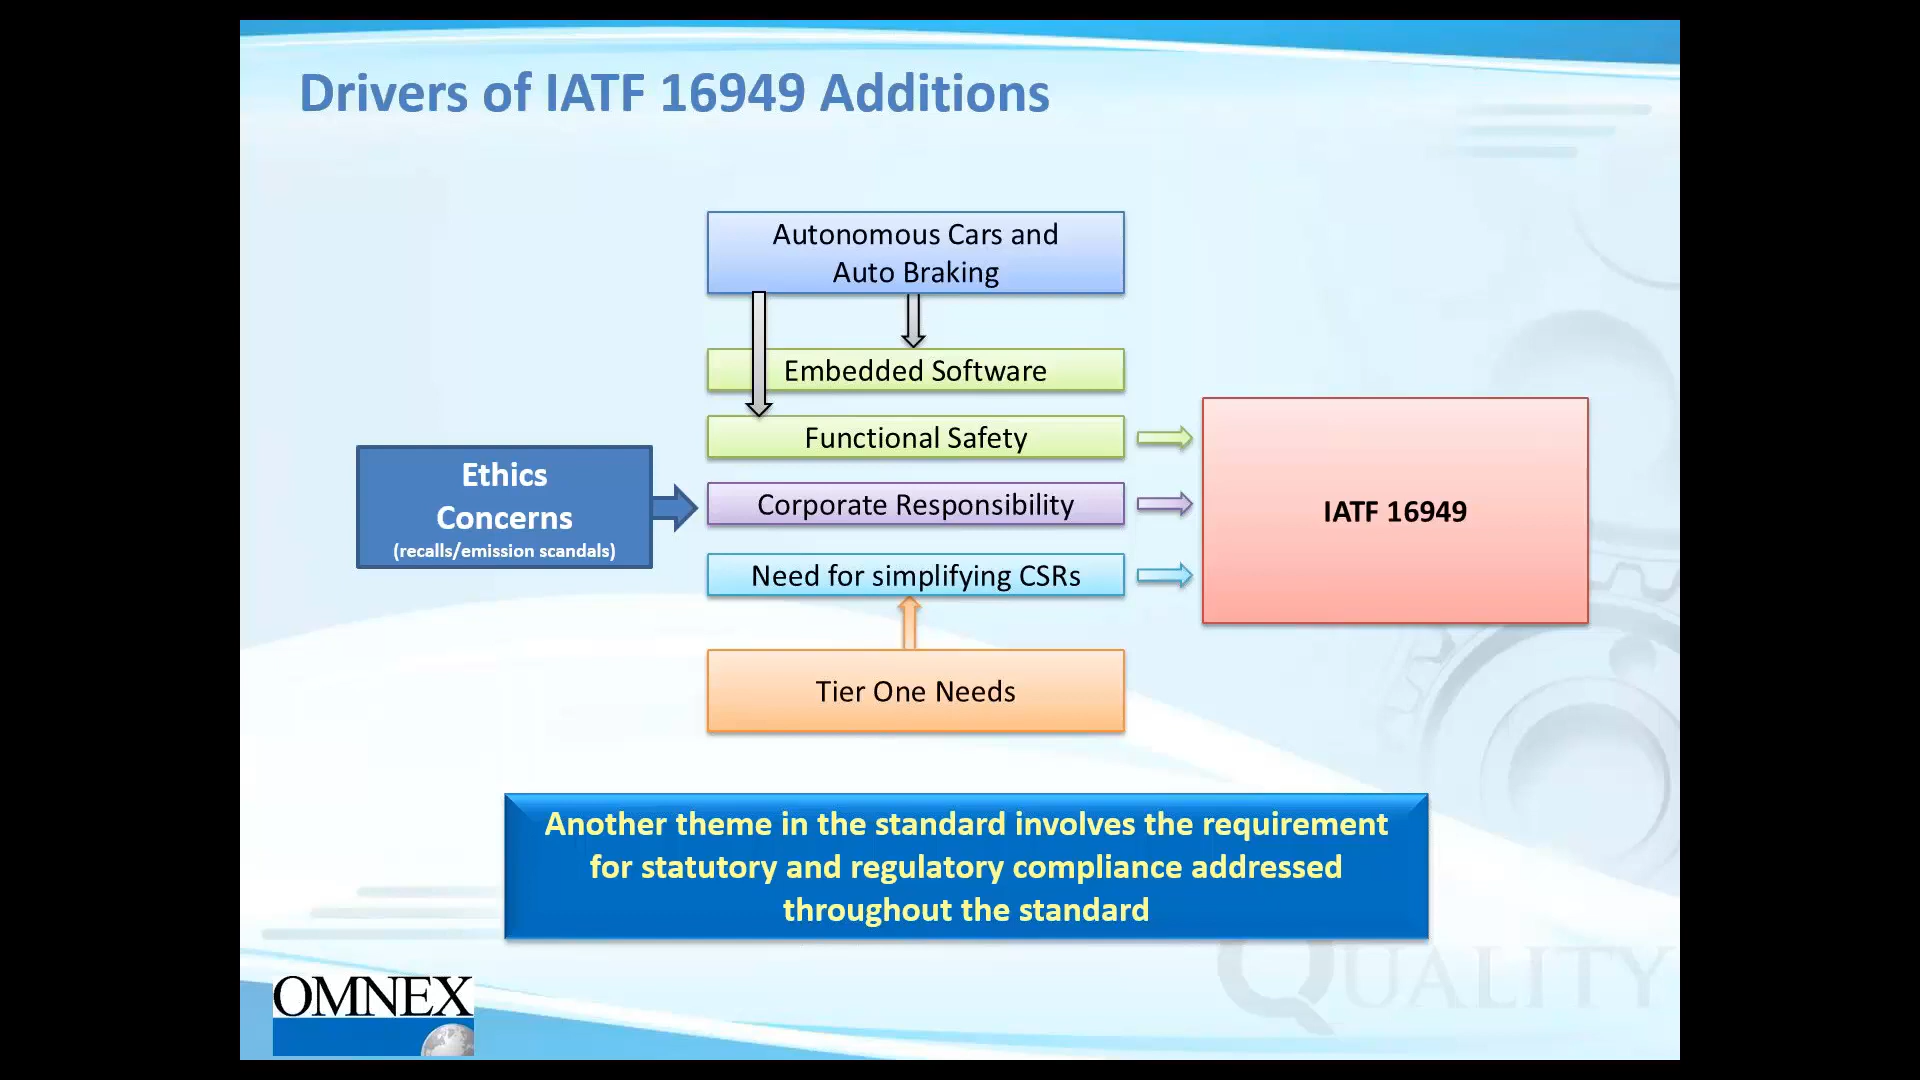 Drivers of IATF 16949 Additions
Autonomous Cars and
Auto Braking
Embedded Software
Functional Safety
Ethics
Concerns
(recalls/emission scandals)
Corporate Responsibility
IATF 16949
Need for simplifying CSRs
Tier One Needs
Another theme in the standard involves the requirement
for statutory and regulatory compliance addressed
throughout the standard
QUALITY
OMNEX